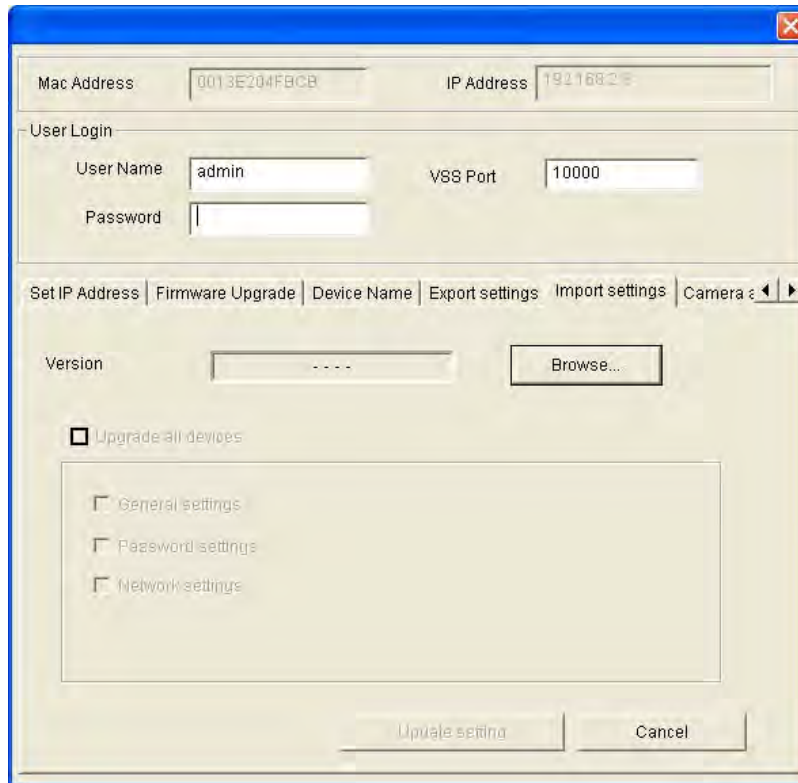 Mac Address 0013E204FBCB IP Address
User Login
User Name admin VSS Port 10000
Password
Set IP Address Firmware Upgrade Device Name Export settings Import settings Camera a
Version - - - - Browse...
Upgrade all devices
General settings
Password settings
Network settings
setting Cancel